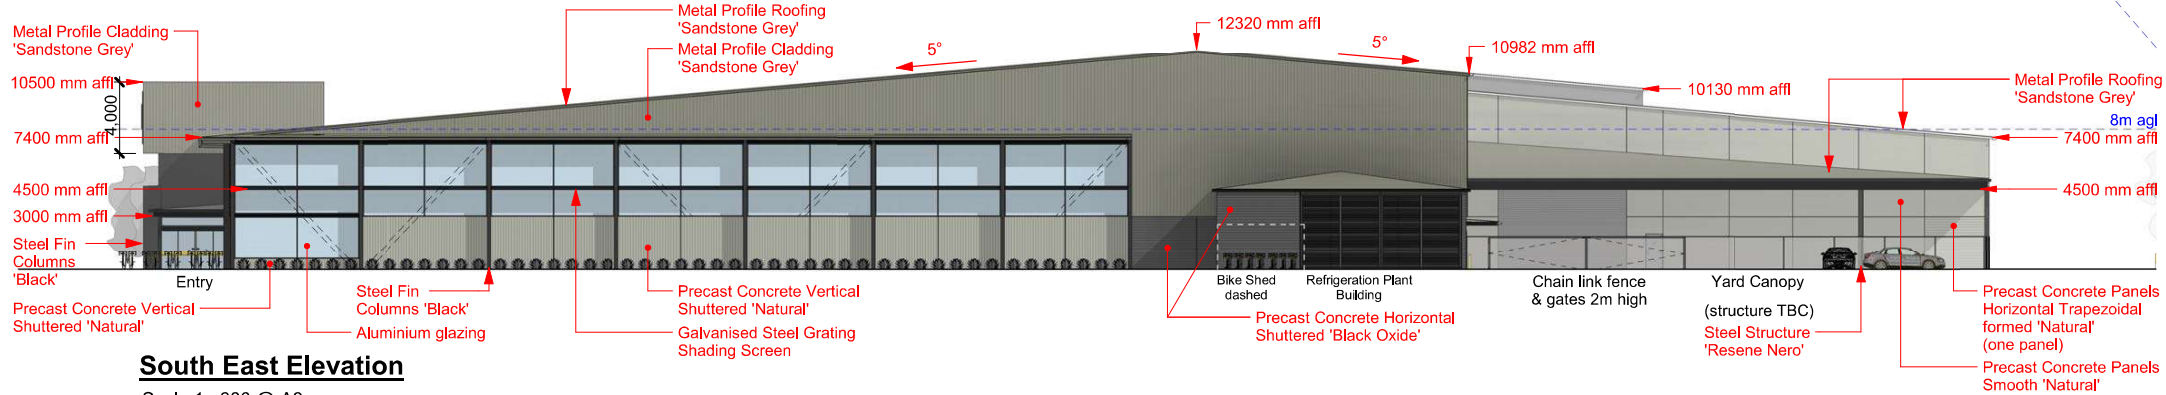 Metal Profile Cladding
'Sandstone Grey'
10500 mm affl
4,000
7400 mm affl
4500 mm affl
3000 mm affl
Steel Fin
Columns
'Black'
Entry
Precast Concrete Vertical
Shuttered 'Natural'
Metal Profile Roofing
'Sandstone Grey'
Metal Profile Cladding
'Sandstone Grey'
5°
12320 mm affl
5°
10982 mm affl
10130 mm affl
Metal Profile Roofing
'Sandstone Grey'
8m agl
7400 mm affl
4500 mm affl
Steel Fin
Columns 'Black'
Aluminium glazing
Precast Concrete Vertical
Shuttered 'Natural'
Galvanised Steel Grating
Shading Screen
Bike Shed
dashed
Refrigeration Plant
Building
Precast Concrete Horizontal
Shuttered 'Black Oxide'
Chain link fence
& gates 2m high
Yard Canopy
(structure TBC)
Steel Structure
'Resene Nero'
Precast Concrete Panels
Horizontal Trapezoidal
formed 'Natural'
(one panel)
Precast Concrete Panels
Smooth 'Natural'
South East Elevation